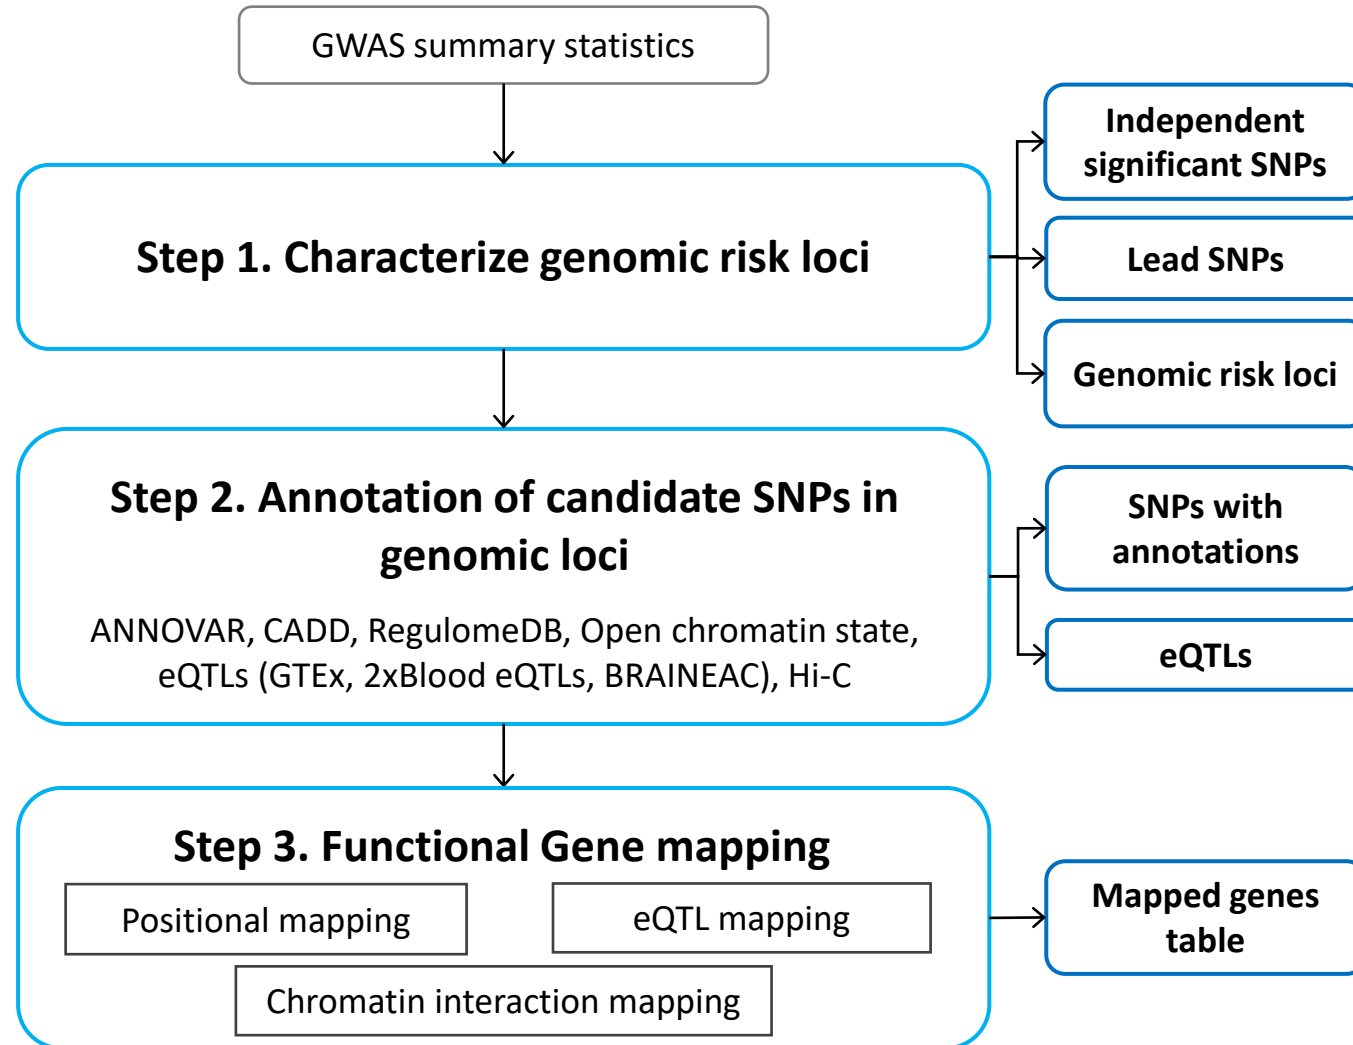 GWAS summary statistics
Step 1. Characterize genomic risk loci
Independent
significant SNPs
Lead SNPs
Genomic risk loci
Step 2. Annotation of candidate SNPs in
genomic loci
ANNOVAR, CADD, RegulomeDB, Open chromatin state,
eQTLs (GTEx, 2xBlood eQTLs, BRAINEAC), Hi-C
SNPs with
annotations
eQTLs
Step 3. Functional Gene mapping
Positional mapping
eQTL mapping
Chromatin interaction mapping
Mapped genes
table